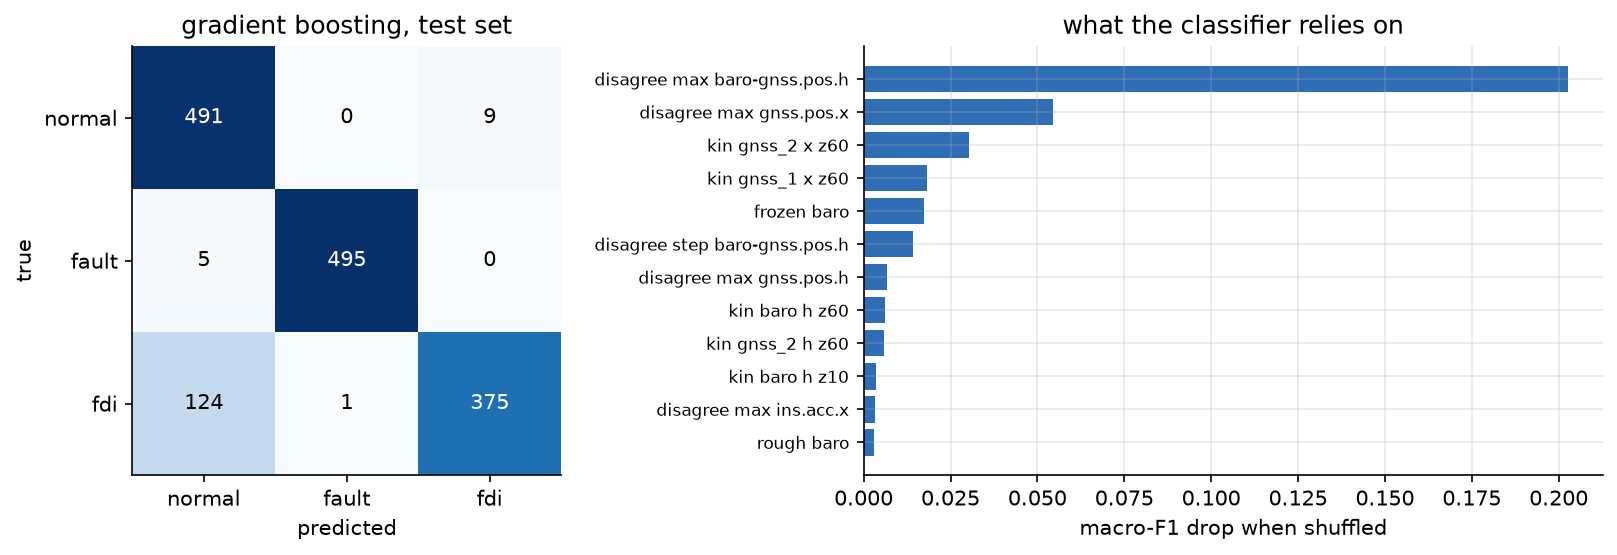 gradient boosting, test set
normal
fault
fdi
true
491
0
9
5
495
0
124
1
375
normal
fault
fdi
predicted
what the classifier relies on
disagree max baro-gnss.pos.h
disagree max gnss.pos.x
kin gnss_2 x z60
kin gnss_1 x z60
frozen baro
disagree step baro-gnss.pos.h
disagree max gnss.pos.h
kin baro h z60
kin gnss_2 h z60
kin baro h z10
disagree max ins.acc.x
rough baro
0.000 0.025 0.050 0.075 0.100 0.125 0.150 0.175 0.200
macro-F1 drop when shuffled